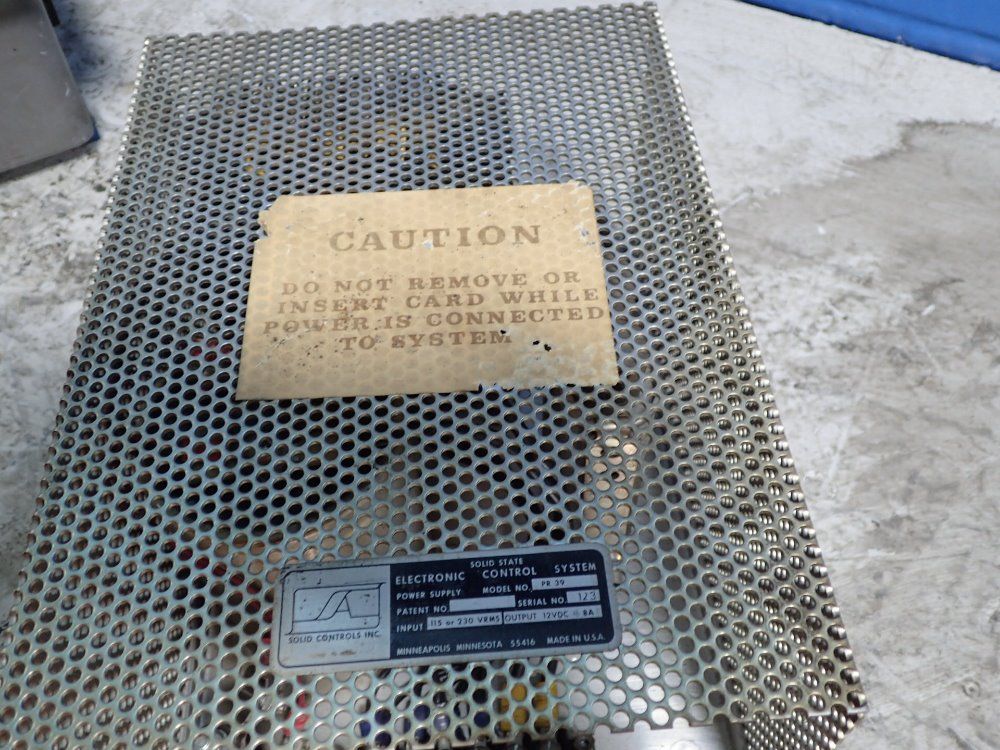 CAUTION
DO NOT REMOVE OR
INSERT CARD WHILE
POWER IS CONNECTED
TO SYSTEM
SOLID STATE
ELECTRONIC CONTROL SYSTEM
POWER SUPPLY MODEL NO. PR 39
PATENT NO. SERIAL NO. 123
INPUT 115 or 230 VRMS OUTPUT 12VDC @ 8A
SOLID CONTROLS INC.
MINNEAPOLIS MINNESOTA 55416 MADE IN U.S.A.